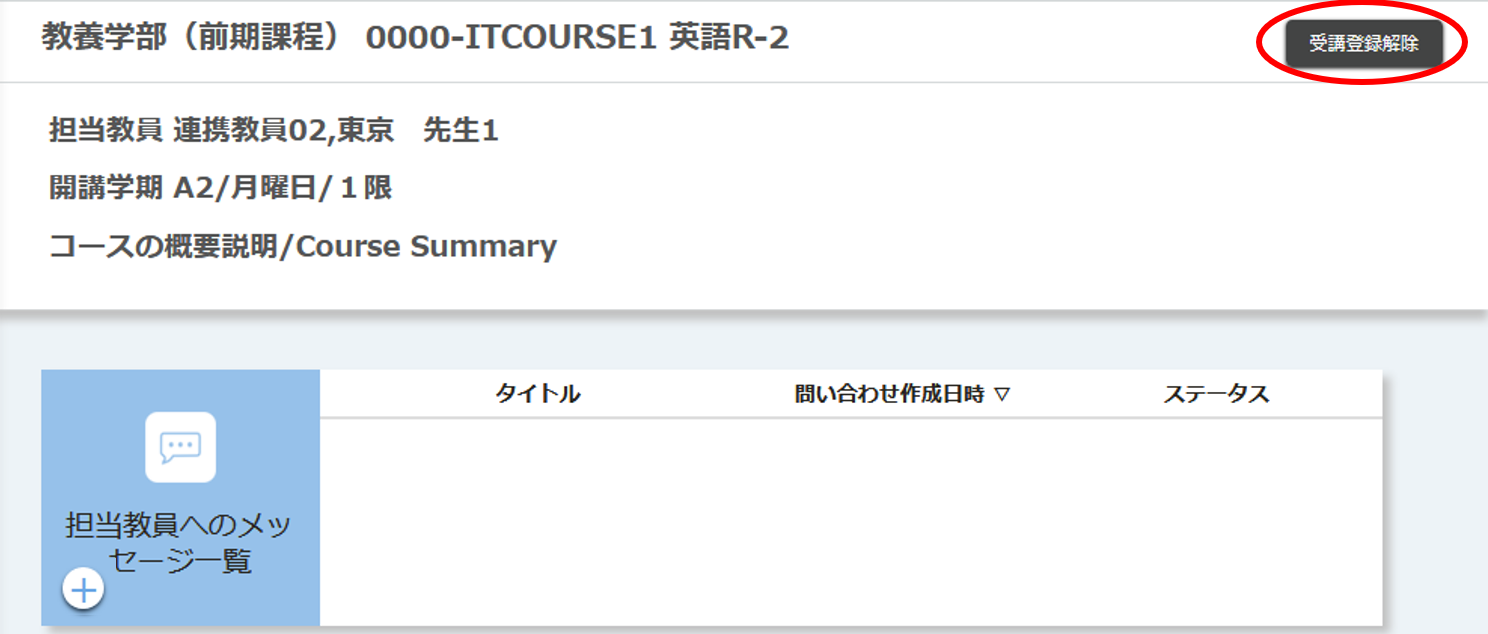 教養学部（前期課程） 0000-ITCOURSE1 英語R-2
受講登録解除
担当教員 連携教員02,東京　先生1
開講学期 A2/月曜日/１限
コースの概要説明/Course Summary
タイトル 問い合わせ作成日時 ▽ ステータス
担当教員へのメッ
セージ一覧